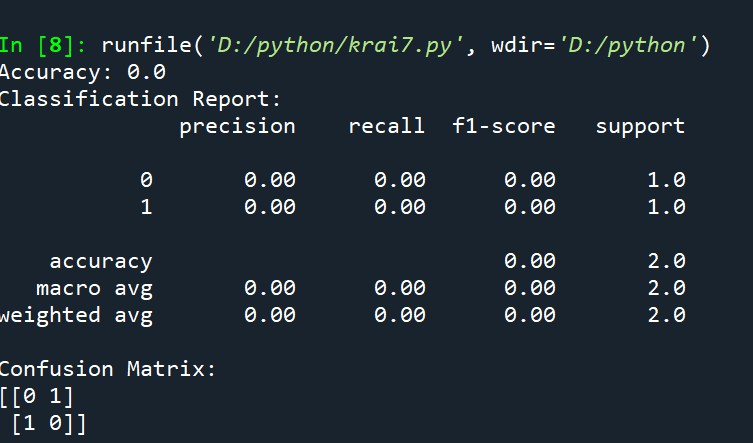 In [8]: runfile('D:/python/krai7.py', wdir='D:/python')
Accuracy: 0.0
Classification Report:
precision recall f1-score support
0 0.00 0.00 0.00 1.0
1 0.00 0.00 0.00 1.0
accuracy 0.00 2.0
macro avg 0.00 0.00 0.00 2.0
weighted avg 0.00 0.00 0.00 2.0
Confusion Matrix:
[[0 1]
[1 0]]